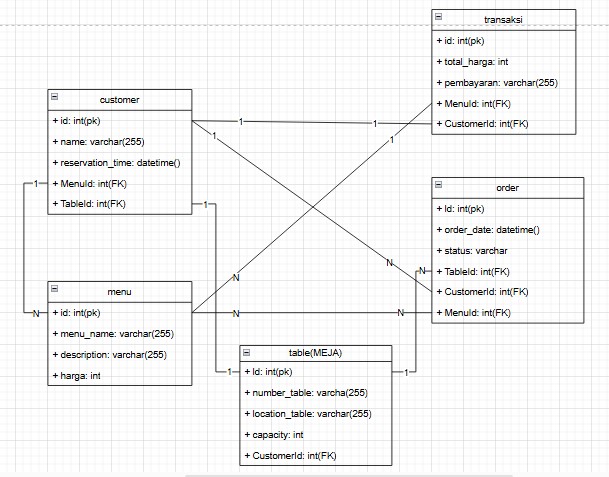 transaksi
+ id: int(pk)
+ total_harga: int
+ pembayaran: varchar(255)
+ MenuId: int(FK)
+ CustomerId: int(FK)
customer
+ id: int(pk)
+ name: varchar(255)
+ reservation_time: datetime()
+ MenuId: int(FK)
+ TableId: int(FK)
1
1
1
1
1
1
order
+ Id: int(pk)
+ order_date: datetime()
+ status: varchar
+ TableId: int(FK)
+ CustomerId: int(FK)
+ MenuId: int(FK)
N
N
N
menu
+ id: int(pk)
+ menu_name: varchar(255)
+ description: varchar(255)
+ harga: int
N
N
N
table(MEJA)
+ Id: int(pk)
+ number_table: varcha(255)
+ location_table: varchar(255)
+ capacity: int
+ CustomerId: int(FK)
1
1